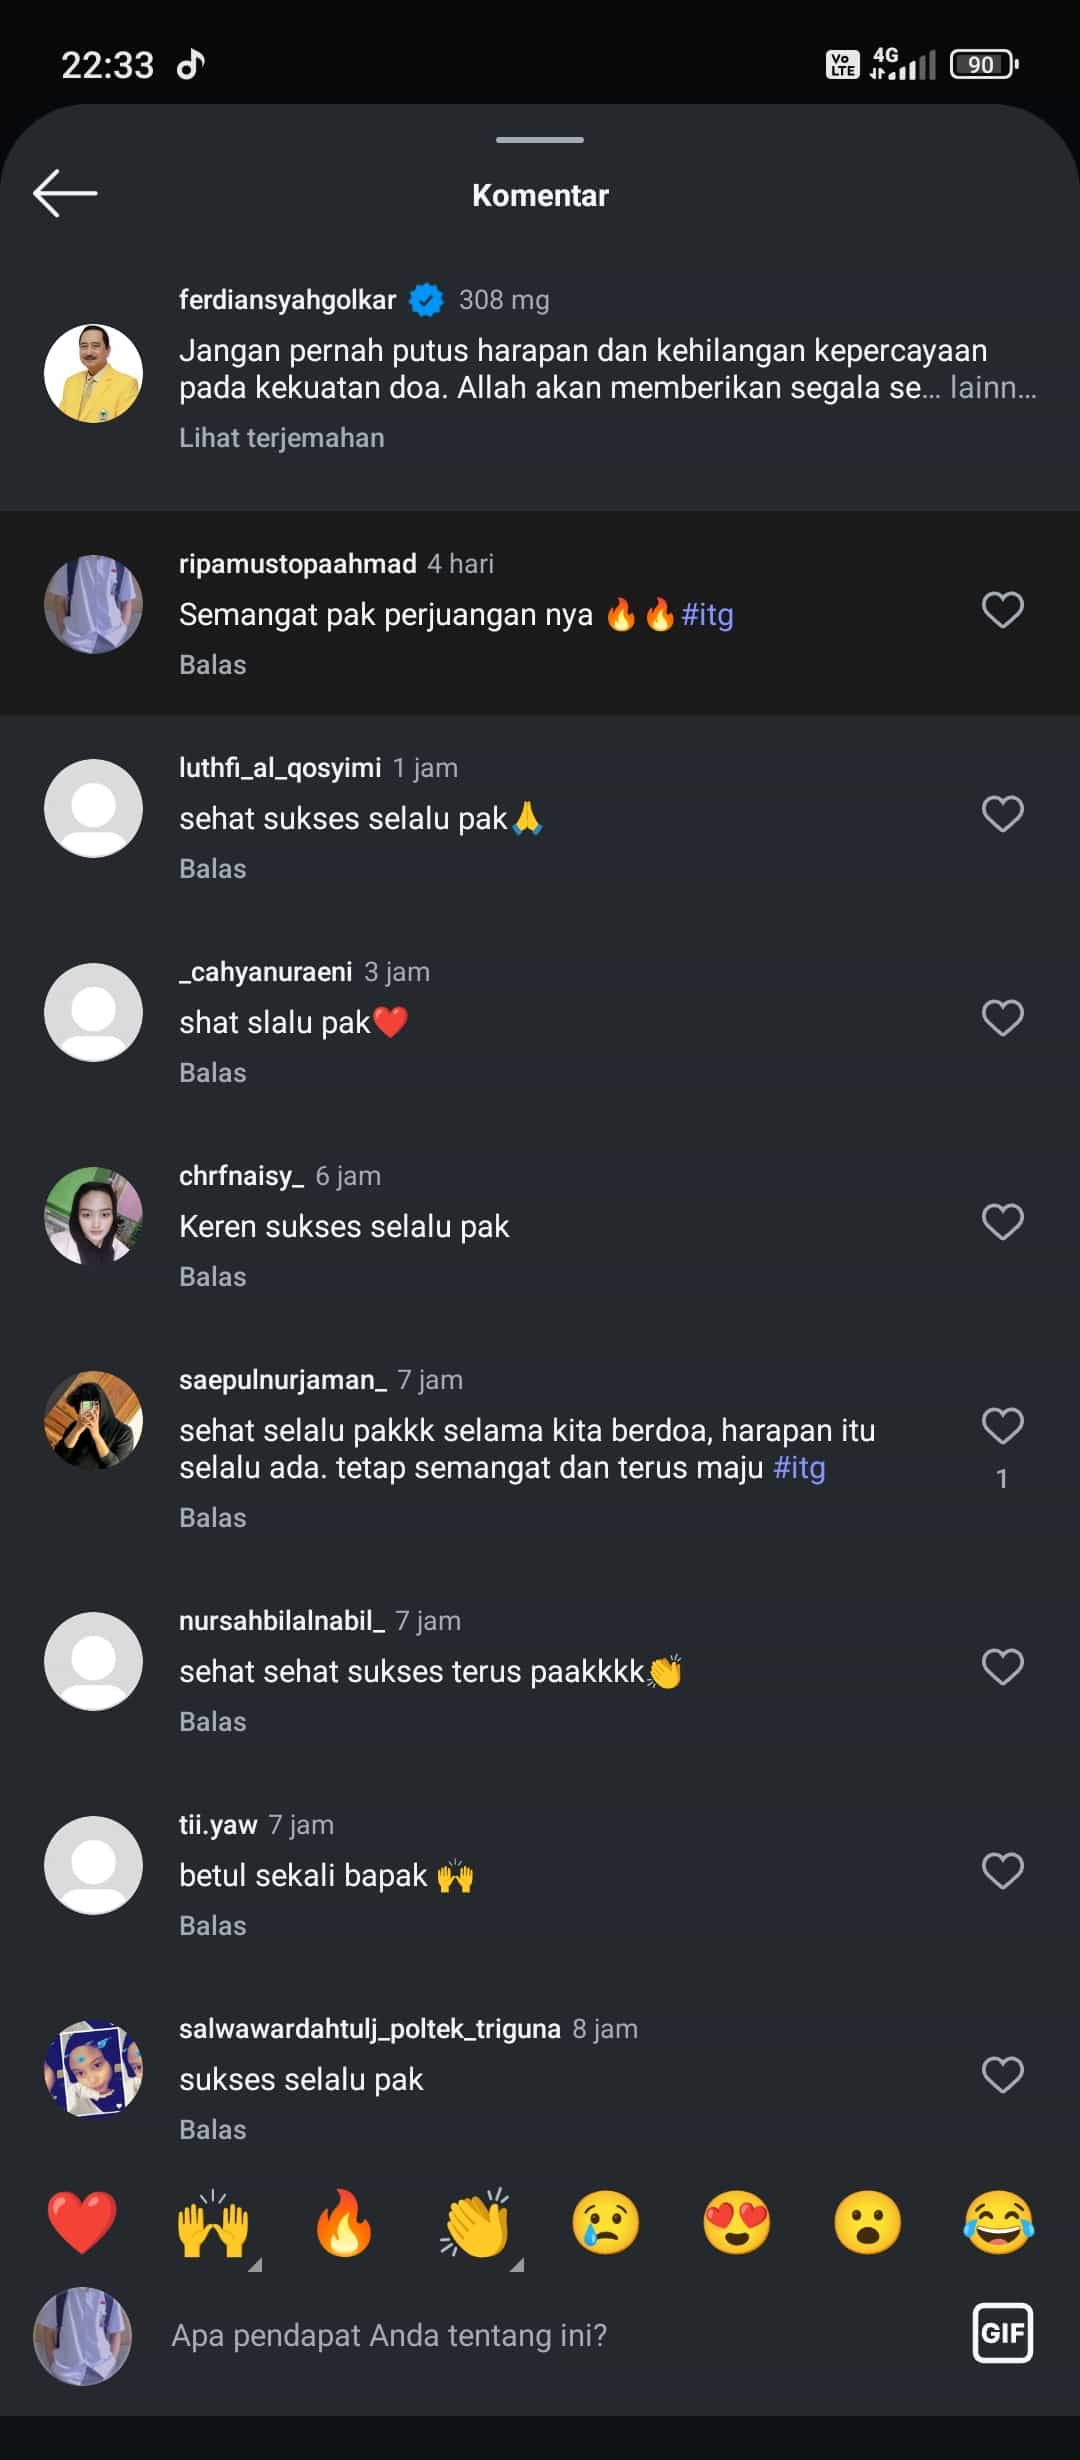 22:33
Vo LTE 4G 90
Komentar
ferdiansyahgolkar 308 mg
Jangan pernah putus harapan dan kehilangan kepercayaan
pada kekuatan doa. Allah akan memberikan segala se... lainn...
Lihat terjemahan
ripamustopaahmad 4 hari
Semangat pak perjuangan nya 🔥🔥#itg
Balas
luthfi_al_qosyimi 1 jam
sehat sukses selalu pak🙏
Balas
_cahyanuraeni 3 jam
shat slalu pak❤️
Balas
chrfnaisy_ 6 jam
Keren sukses selalu pak
Balas
saepulnurjaman_ 7 jam
sehat selalu pakkk selama kita berdoa, harapan itu
selalu ada. tetap semangat dan terus maju #itg
1
Balas
nursahbilalnabil_ 7 jam
sehat sehat sukses terus paakkkk👏
Balas
tii.yaw 7 jam
betul sekali bapak 🙌
Balas
salwawardahtulj_poltek_triguna 8 jam
sukses selalu pak
Balas
Apa pendapat Anda tentang ini?
GIF